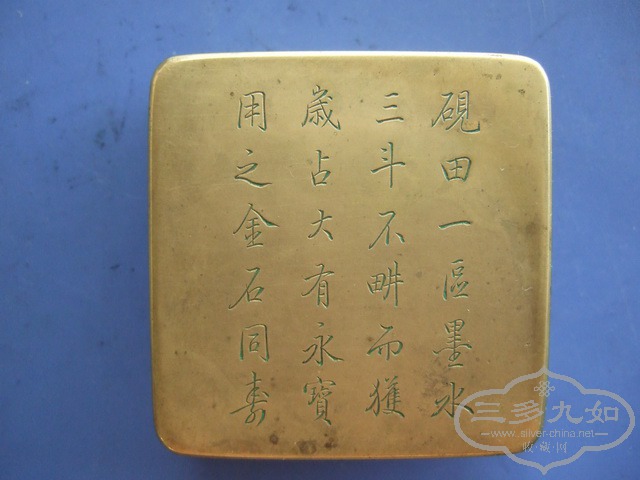 硯田一區墨水
三斗不畊而獲
歲占大有永寶
用之金石同壽
三多九如
www.silver-china.net
收·藏·网